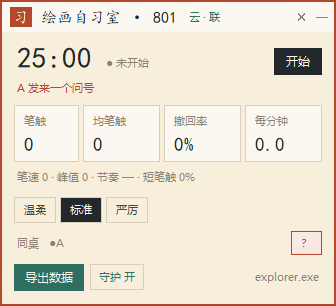 习 绘画自习室 • 801 云·联 × —
25:00 ● 未开始 开始
A 发来一个问号
笔触 均笔触 撤回率 每分钟
0 0 0% 0.0
笔速 0 · 峰值 0 · 节奏 — · 短笔触 0%
温柔 标准 严厉
同桌 ●A ?
导出数据 守护 开 explorer.exe